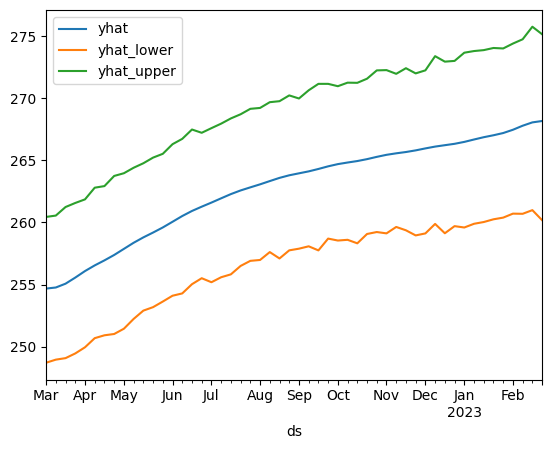 yhat
yhat_lower
yhat_upper
275
270
265
260
255
250
Mar Apr May Jun Jul Aug Sep Oct Nov Dec Jan Feb
2023
ds